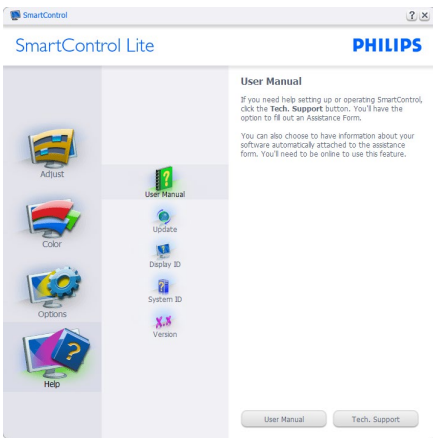 SmartControl
SmartControl Lite
PHILIPS
Adjust
Color
Options
Help
User Manual
Update
Display ID
System ID
X.X
Version
User Manual
If you need help setting up or operating SmartControl,
click the Tech. Support button. You'll have the
option to fill out an Assistance Form.
You can also choose to have information about your
software automatically attached to the assistance
form. You'll need to be online to use this feature.
User Manual
Tech. Support